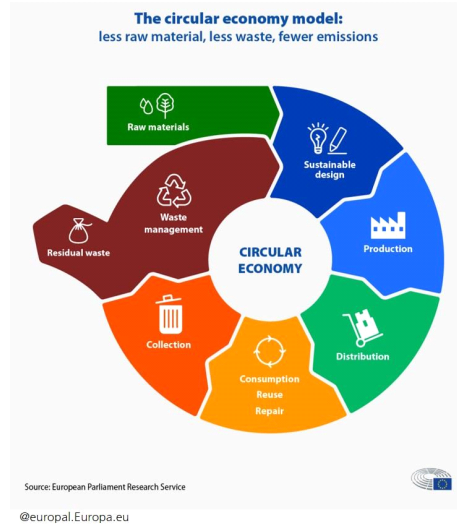 The circular economy model:
less raw material, less waste, fewer emissions
Raw materials
Sustainable
design
Production
Distribution
Consumption
Reuse
Repair
Collection
Waste
management
Residual waste
CIRCULAR
ECONOMY
Source: European Parliament Research Service
@europal.Europa.eu